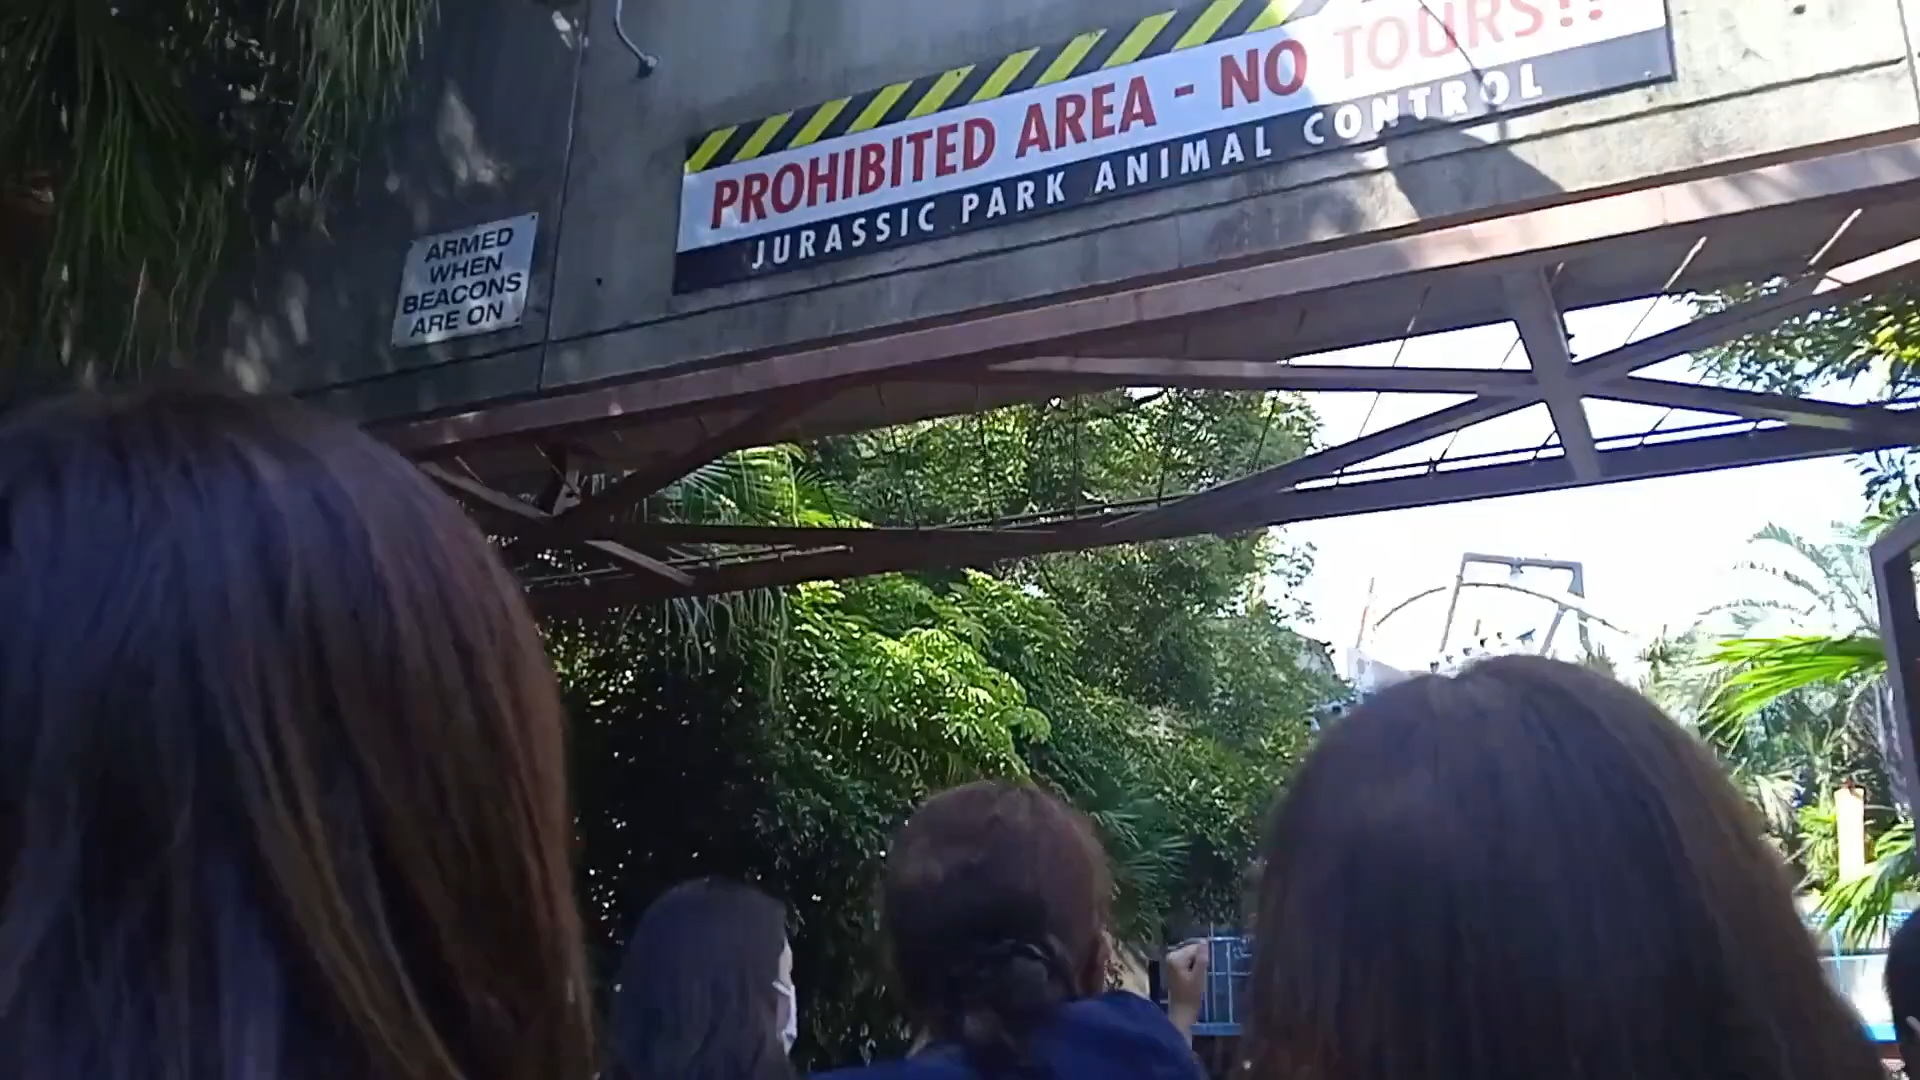 PROHIBITED AREA - NO TOURS!!
JURASSIC PARK ANIMAL CONTROL
ARMED
WHEN
BEACONS
ARE ON